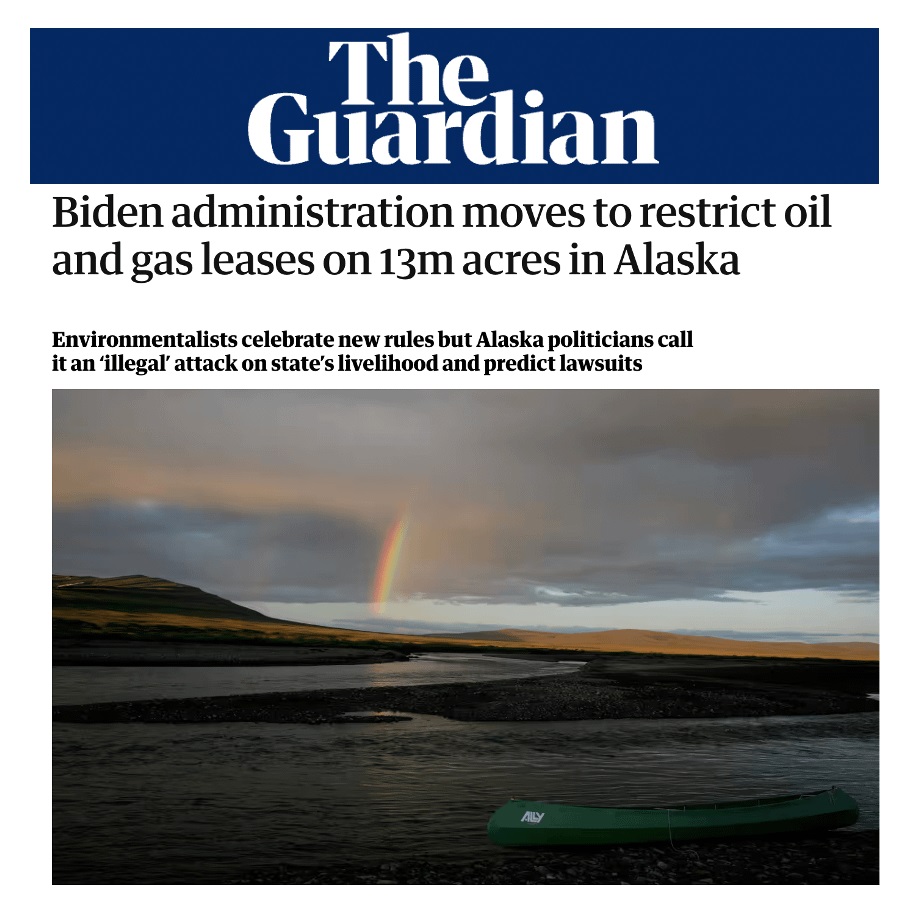 The
Guardian
Biden administration moves to restrict oil
and gas leases on 13m acres in Alaska
Environmentalists celebrate new rules but Alaska politicians call
it an ‘illegal’ attack on state’s livelihood and predict lawsuits
ALLY